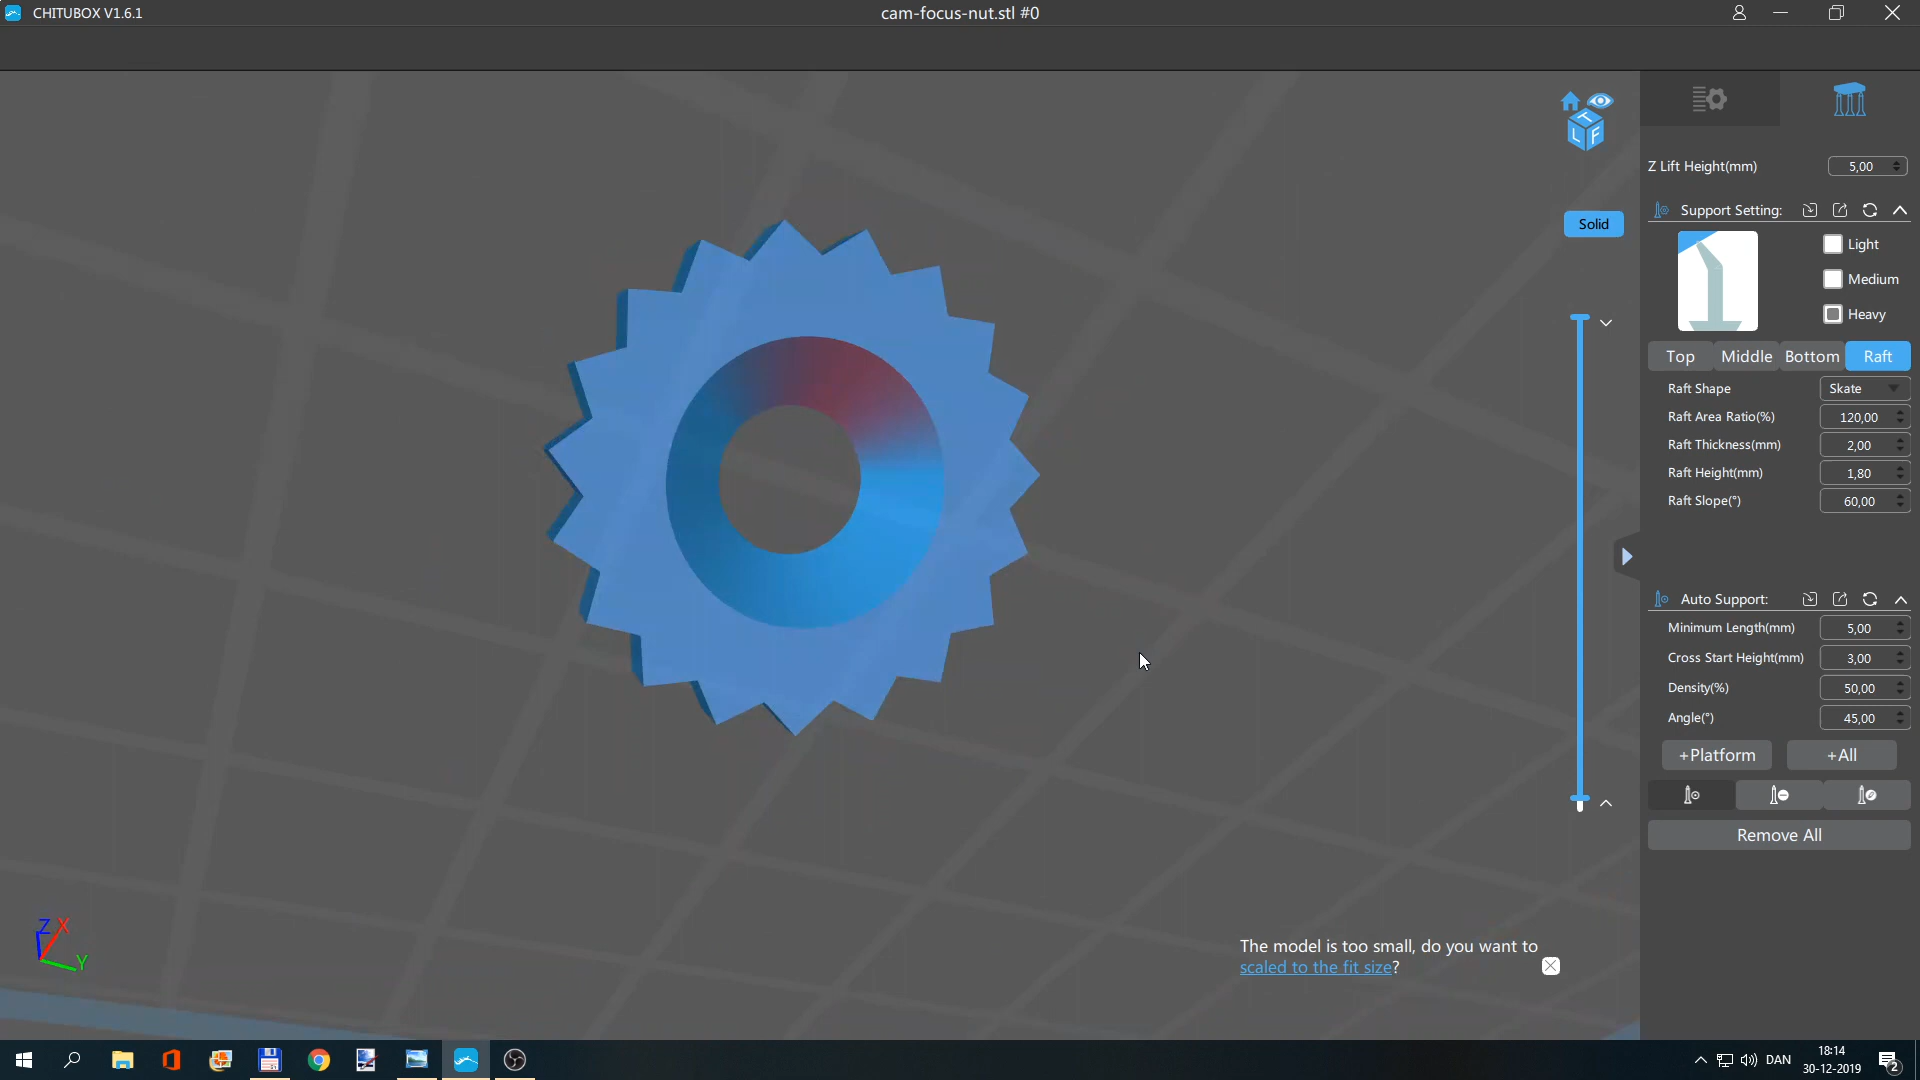 CHITUBOX V1.6.1
cam-focus-nut.stl #0
T
L F
Solid
Z Lift Height(mm) 5,00
Support Setting:
Light
Medium
Heavy
Top Middle Bottom Raft
Raft Shape Skate
Raft Area Ratio(%) 120,00
Raft Thickness(mm) 2,00
Raft Height(mm) 1,80
Raft Slope(°) 60,00
Auto Support:
Minimum Length(mm) 5,00
Cross Start Height(mm) 3,00
Density(%) 50,00
Angle(°) 45,00
+Platform +All
Remove All
Z X
Y
The model is too small, do you want to
scaled to the fit size?
DAN
18:14
30-12-2019
2